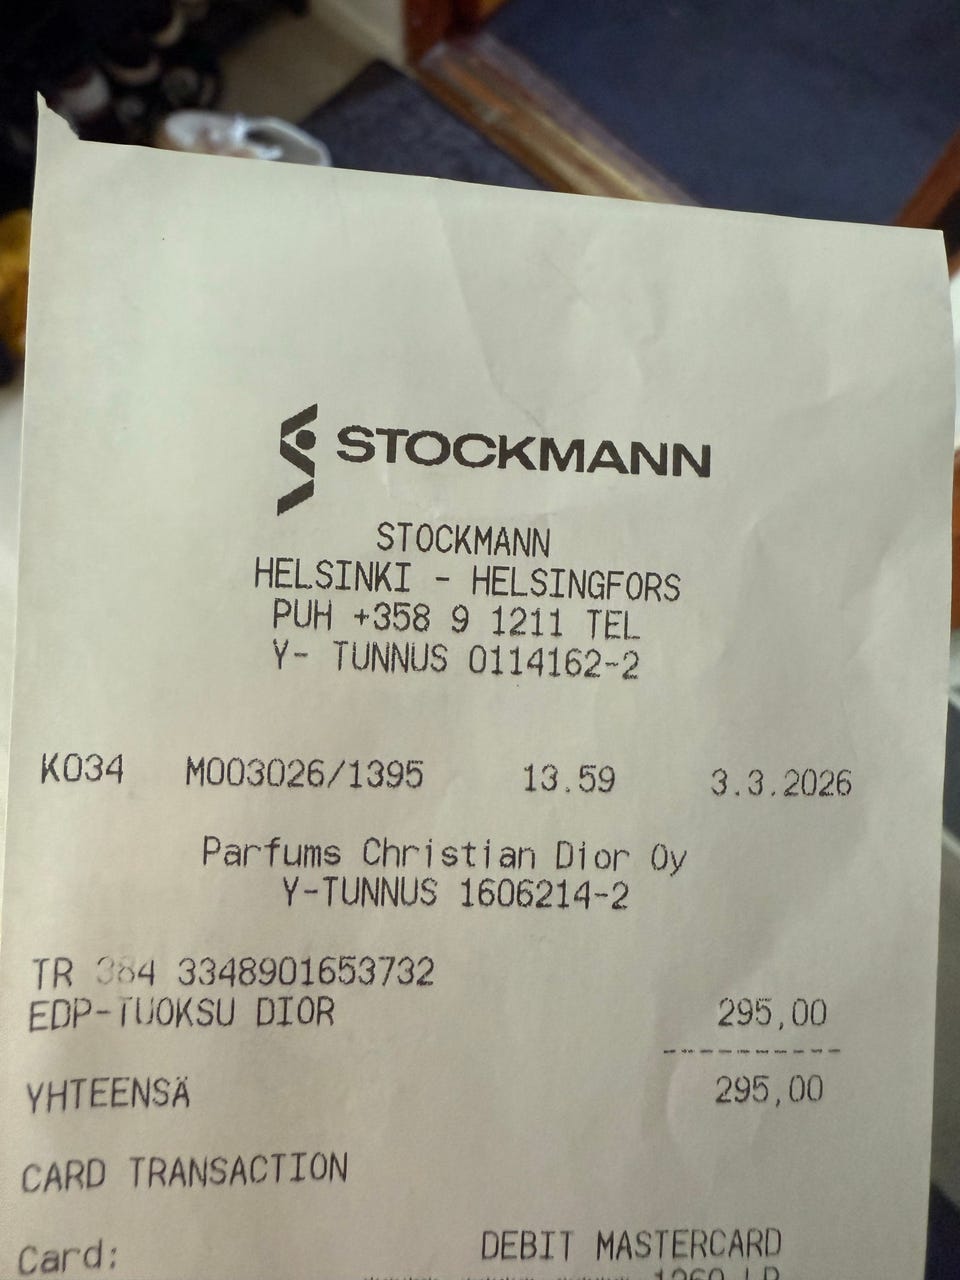 STOCKMANN
STOCKMANN
HELSINKI - HELSINGFORS
PUH +358 9 1211 TEL
Y- TUNNUS 0114162-2
K034 M003026/1395 13.59 3.3.2026
Parfums Christian Dior Oy
Y-TUNNUS 1606214-2
TR 384 3348901653732
EDP-TUOKSU DIOR 295,00
YHTEENSÄ 295,00
CARD TRANSACTION
Card: DEBIT MASTERCARD